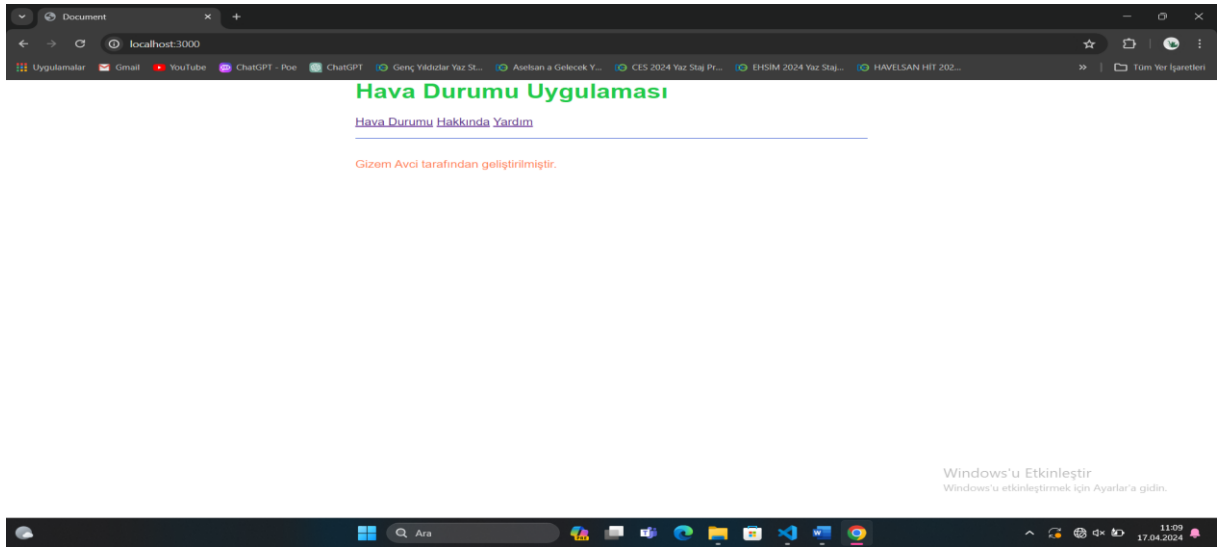 Document
localhost:3000
Uygulamalar Gmail YouTube ChatGPT - Poe ChatGPT Genç Yıldızlar Yaz St... Aselsan a Gelecek Y... CES 2024 Yaz Staj Pr... EHSİM 2024 Yaz Staj... HAVELSAN HİT 202... » Tüm Yer İşaretleri
Hava Durumu Uygulaması
Hava Durumu Hakkında Yardım
Gizem Avci tarafından geliştirilmiştir.
Windows'u Etkinleştir
Windows'u etkinleştirmek için Ayarlar'a gidin.
Ara
11:09
17.04.2024